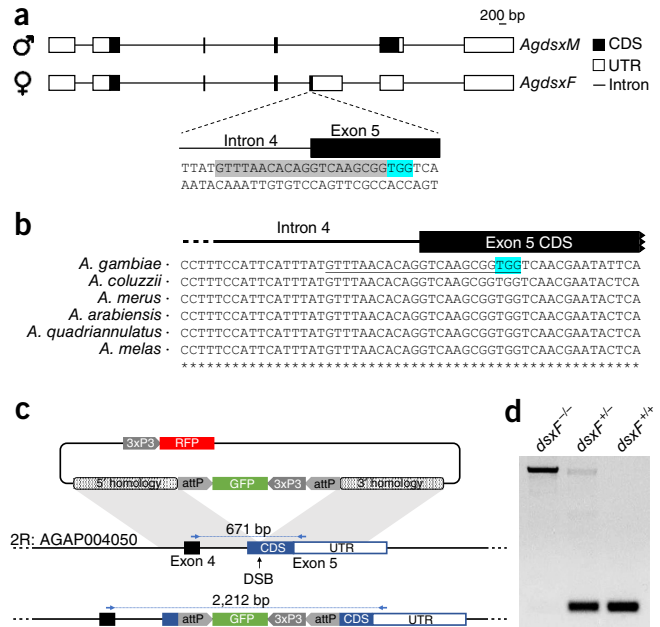 a
200 bp
♂ AgdsxM
CDS
♀ AgdsxF
UTR
Intron
Intron 4 Exon 5
TTATGTTTAACACAGGTCAAGCGGTGGTCA
AATACAAATTGTGTCCAGTTCGCCACCAGT
b
Intron 4 Exon 5 CDS
A. gambiae · CCTTTCCATTCATTTATGTTTAACACAGGTCAAGCGGTGGTCAACGAATATTCA
A. coluzzii · CCTTTCCATTCATTTATGTTTAACACAGGTCAAGCGGTGGTCAACGAATACTCA
A. merus · CCTTTCCATTCATTTATGTTTAACACAGGTCAAGCGGTGGTCAACGAATACTCA
A. arabiensis · CCTTTCCATTCATTTATGTTTAACACAGGTCAAGCGGTGGTCAACGAATACTCA
A. quadriannulatus · CCTTTCCATTCATTTATGTTTAACACAGGTCAAGCGGTGGTCAACGAATACTCA
A. melas · CCTTTCCATTCATTTATGTTTAACACAGGTCAAGCGGTGGTCAACGAATACTCA
************************************************** ***
c
3xP3 RFP
5' homology attP GFP 3xP3 attP 3' homology
671 bp
2R: AGAP004050
CDS UTR
Exon 4 Exon 5
DSB
2,212 bp
attP GFP 3xP3 attP CDS UTR
d
dsxF−/− dsxF+/− dsxF+/+